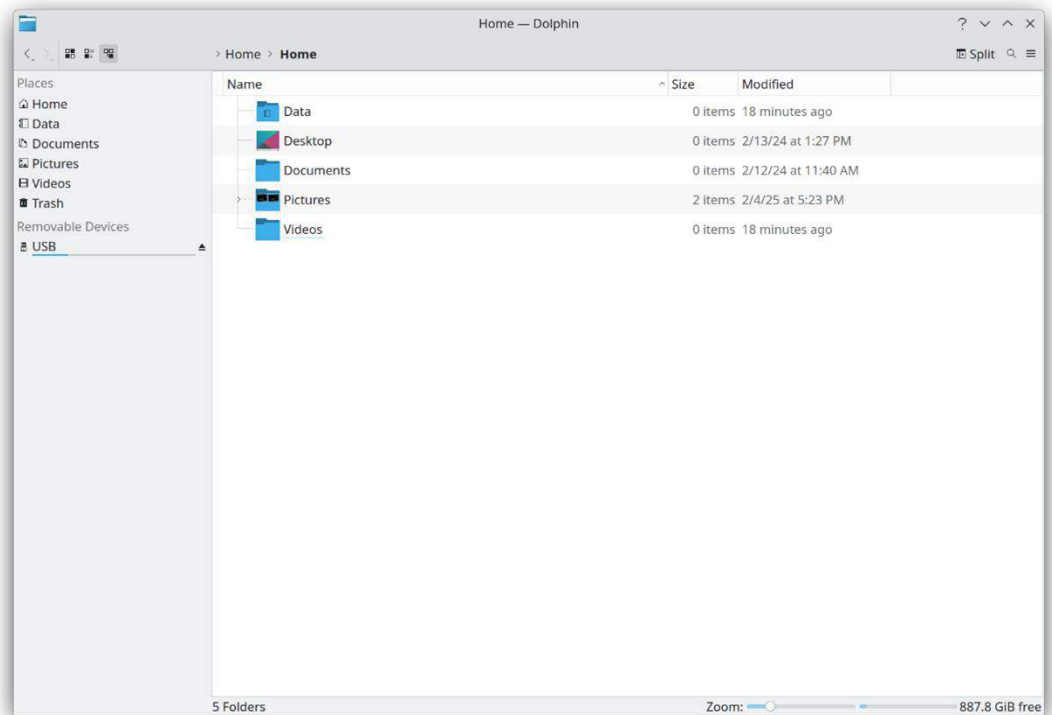 Home — Dolphin
> Home > Home
Split
Places
Home
Data
Documents
Pictures
Videos
Trash
Removable Devices
USB
Name Size Modified
Data 0 items 18 minutes ago
Desktop 0 items 2/13/24 at 1:27 PM
Documents 0 items 2/12/24 at 11:40 AM
Pictures 2 items 2/4/25 at 5:23 PM
Videos 0 items 18 minutes ago
5 Folders Zoom: 887.8 GiB free